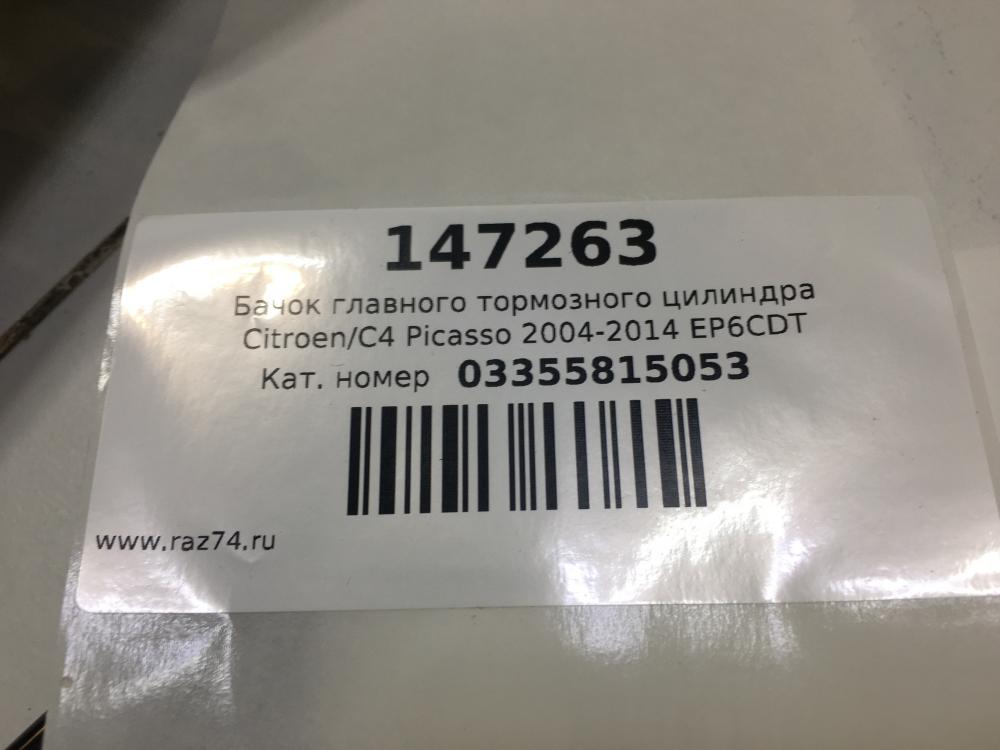 147263
Бачок главного тормозного цилиндра
Citroen/C4 Picasso 2004-2014 EP6CDT
Кат. номер 03355815053
www.raz74.ru